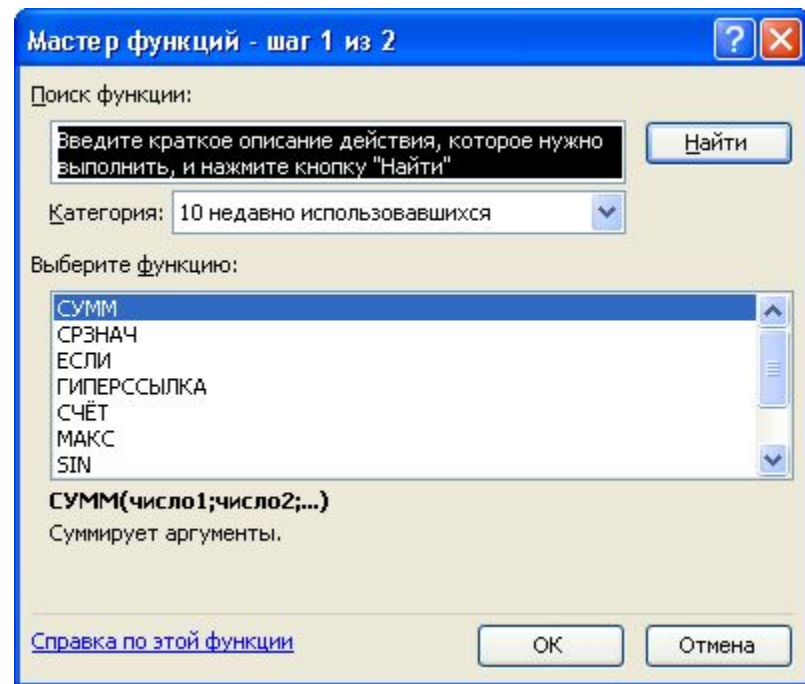 Мастер функций - шаг 1 из 2
Поиск функции:
Введите краткое описание действия, которое нужно
выполнить, и нажмите кнопку "Найти"
Найти
Категория: 10 недавно использовавшихся
Выберите функцию:
СУММ
СРЗНАЧ
ЕСЛИ
ГИПЕРССЫЛКА
СЧЁТ
МАКС
SIN
СУММ(число1;число2;...)
Суммирует аргументы.
Справка по этой функции
ОК
Отмена